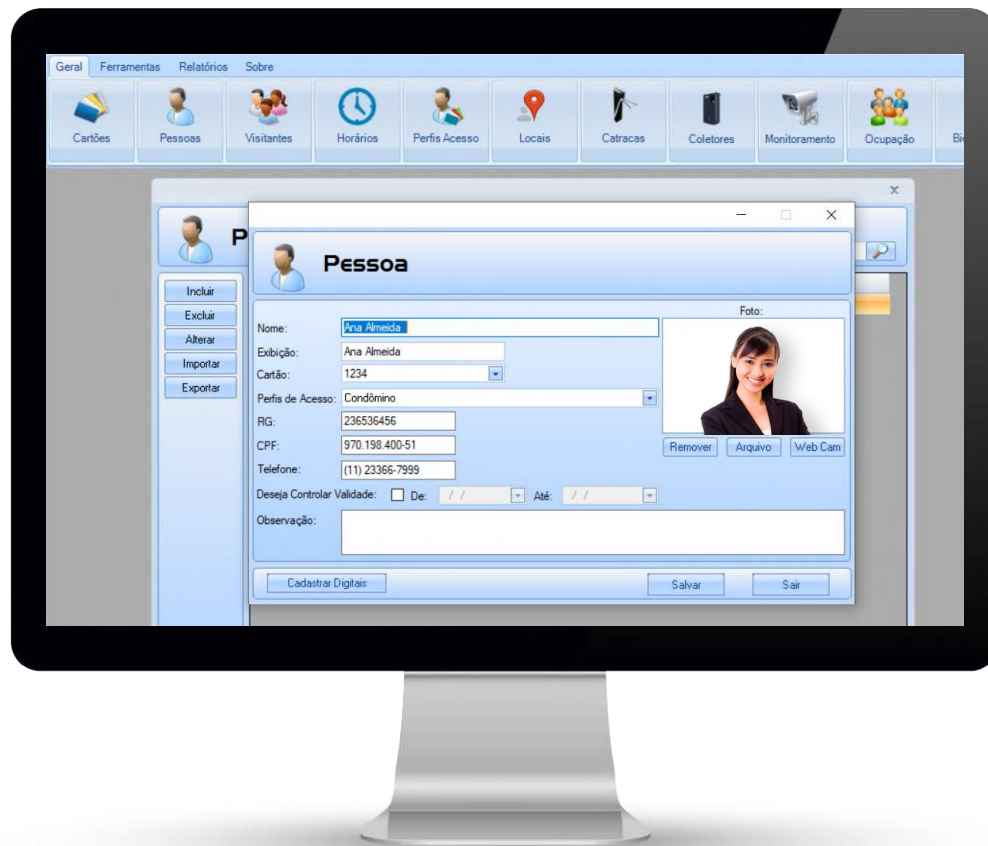 Geral Ferramentas Relatórios Sobre
Cartões Pessoas Visitantes Horários Perfis Acesso Locais Catracas Coletores Monitoramento Ocupação
Pessoa
Incluir
Excluir
Alterar
Importar
Exportar
Foto:
Nome: Ana Almeida
Exibição: Ana Almeida
Cartão: 1234
Perfis de Acesso: Condômino
RG: 236536456
CPF: 970.198.400-51
Remover Arquivo Web Cam
Telefone: (11) 23366-7999
Deseja Controlar Validade: De: / / Até: / /
Observação:
Cadastrar Digitais Salvar Sair